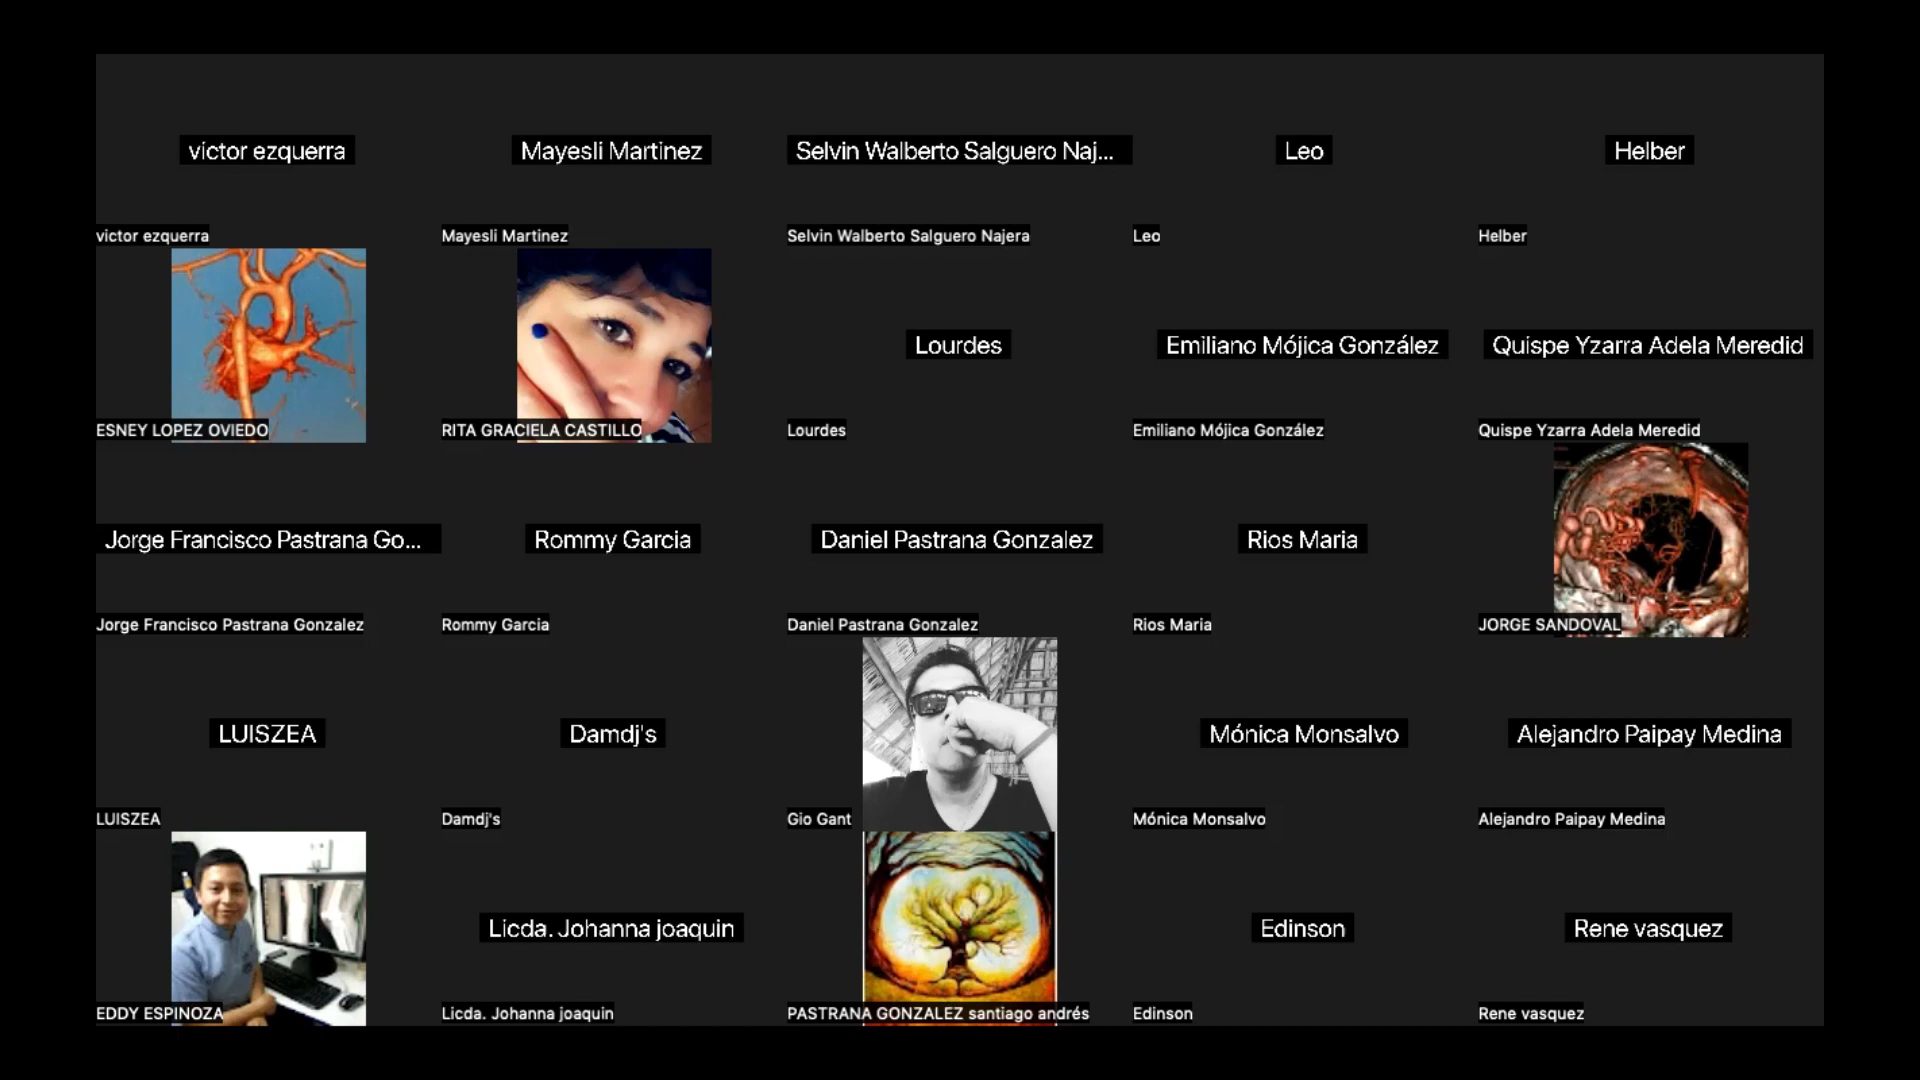 victor ezquerra
Mayesli Martinez
Selvin Walberto Salguero Naj...
Leo
Helber
victor ezquerra
Mayesli Martinez
Selvin Walberto Salguero Najera
Leo
Helber
Lourdes
Emiliano Mójica González
Quispe Yzarra Adela Meredid
ESNEY LOPEZ OVIEDO
RITA GRACIELA CASTILLO
Lourdes
Emiliano Mójica González
Quispe Yzarra Adela Meredid
Jorge Francisco Pastrana Go...
Rommy Garcia
Daniel Pastrana Gonzalez
Rios Maria
Jorge Francisco Pastrana Gonzalez
Rommy Garcia
Daniel Pastrana Gonzalez
Rios Maria
JORGE SANDOVAL
LUISZEA
Damdj's
Mónica Monsalvo
Alejandro Paipay Medina
LUISZEA
Damdj's
Gio Gant
Mónica Monsalvo
Alejandro Paipay Medina
Licda. Johanna joaquin
Edinson
Rene vasquez
EDDY ESPINOZA
Licda. Johanna joaquin
PASTRANA GONZALEZ santiago andrés
Edinson
Rene vasquez